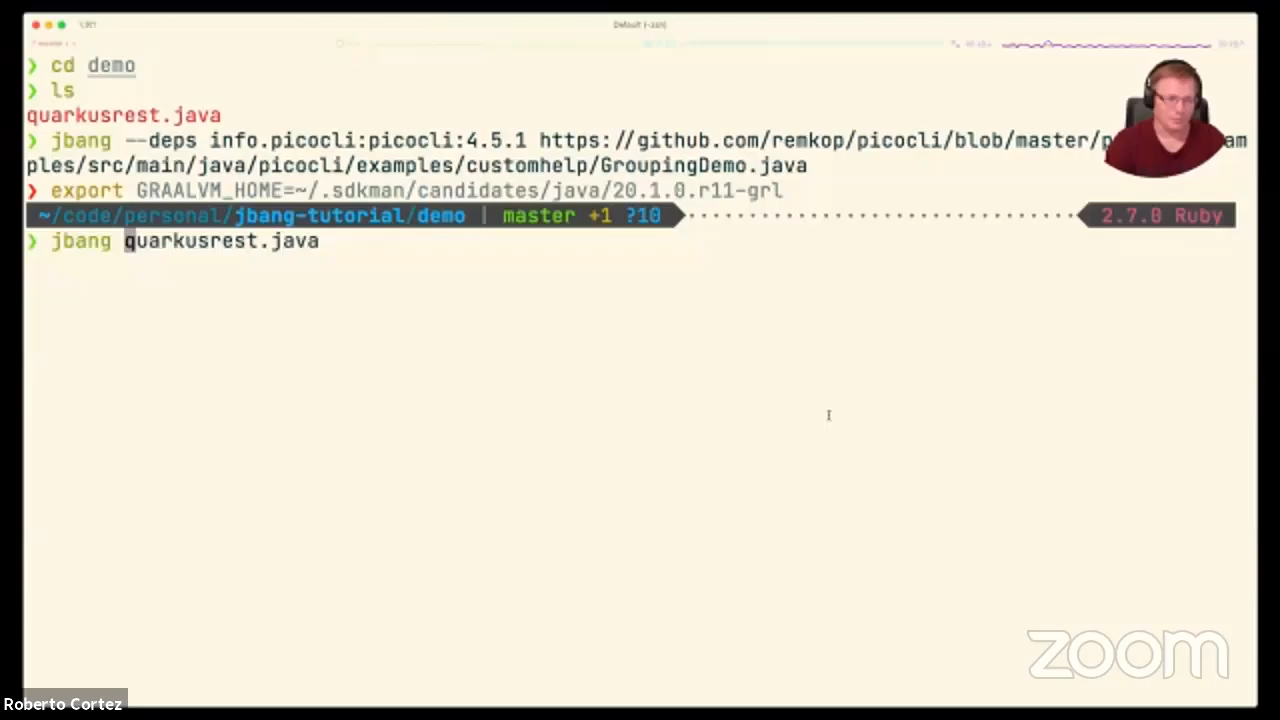 Default (-zsh)
❯ cd demo
❯ ls
quarkusrest.java
❯ jbang --deps info.picocli:picocli:4.5.1 https://github.com/remkop/picocli/blob/master/p am
ples/src/main/java/picocli/examples/customhelp/GroupingDemo.java
❯ export GRAALVM_HOME=~/.sdkman/candidates/java/20.1.0.r11-grl
~/code/personal/jbang-tutorial/demo | master +1 ?10 2.7.0 Ruby
❯ jbang quarkusrest.java
zoom
Roberto Cortez